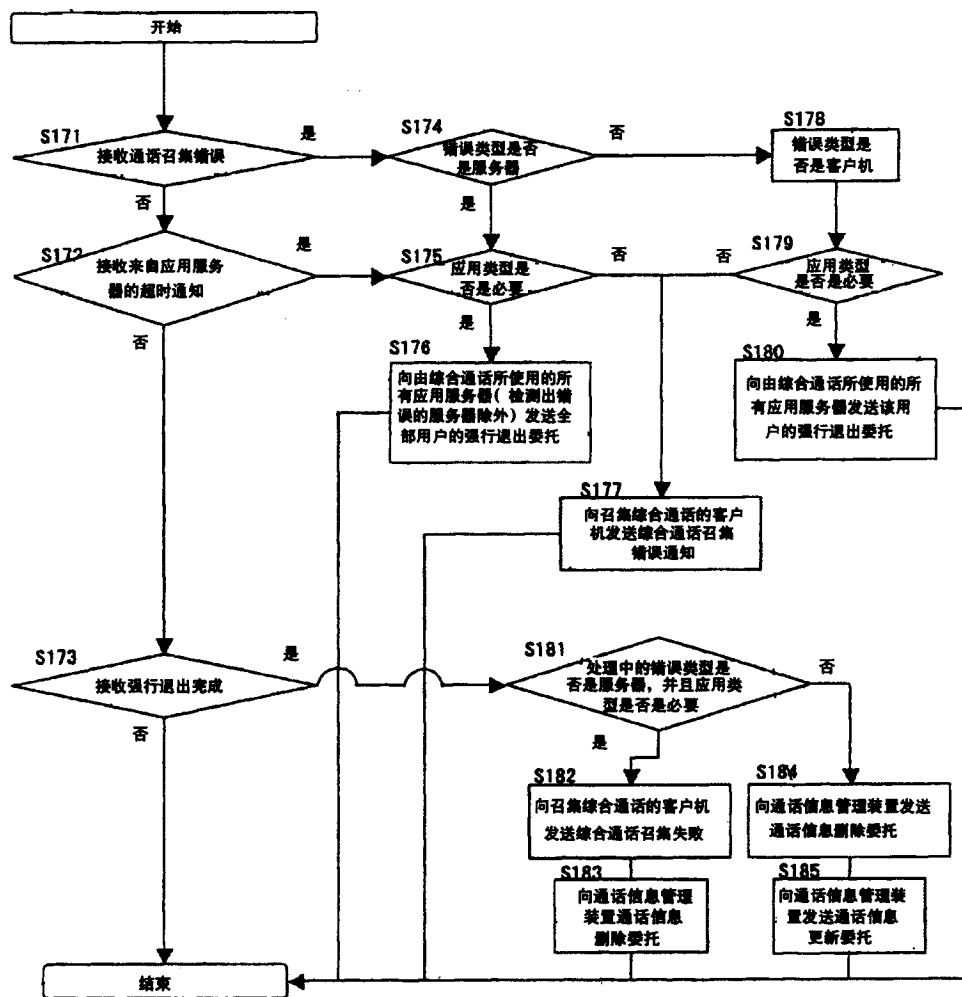 开始
S171
接收通话召集错误
是
否
S174
错误类型是否
是服务器
否
是
S178
错误类型是
否是客户机
S172
接收来自应用服务
器的超时通知
是
否
S175
应用类型是
否是必要
否
是
S179
应用类型
是否是必要
否
是
S176
向由综合通话所使用的所
有应用服务器(检测出错
误的服务器除外)发送全
部用户的强行退出委托
S180
向由综合通话所使用的所
有应用服务器发送该用
户的强行退出委托
S177
向召集综合通话的客户
机发送综合通话召集
错误通知
S173
接收强行退出完成
是
否
S181
处理中的错误类型是
否是服务器,并且应用类
型是否是必要
否
是
S182
向召集综合通话的客户机
发送综合通话召集失败
S184
向通话信息管理装置发送
通话信息删除委托
S183
向通话信息管理
装置通话信息
删除委托
S185
向通话信息管理装
置发送通话信息
更新委托
结束